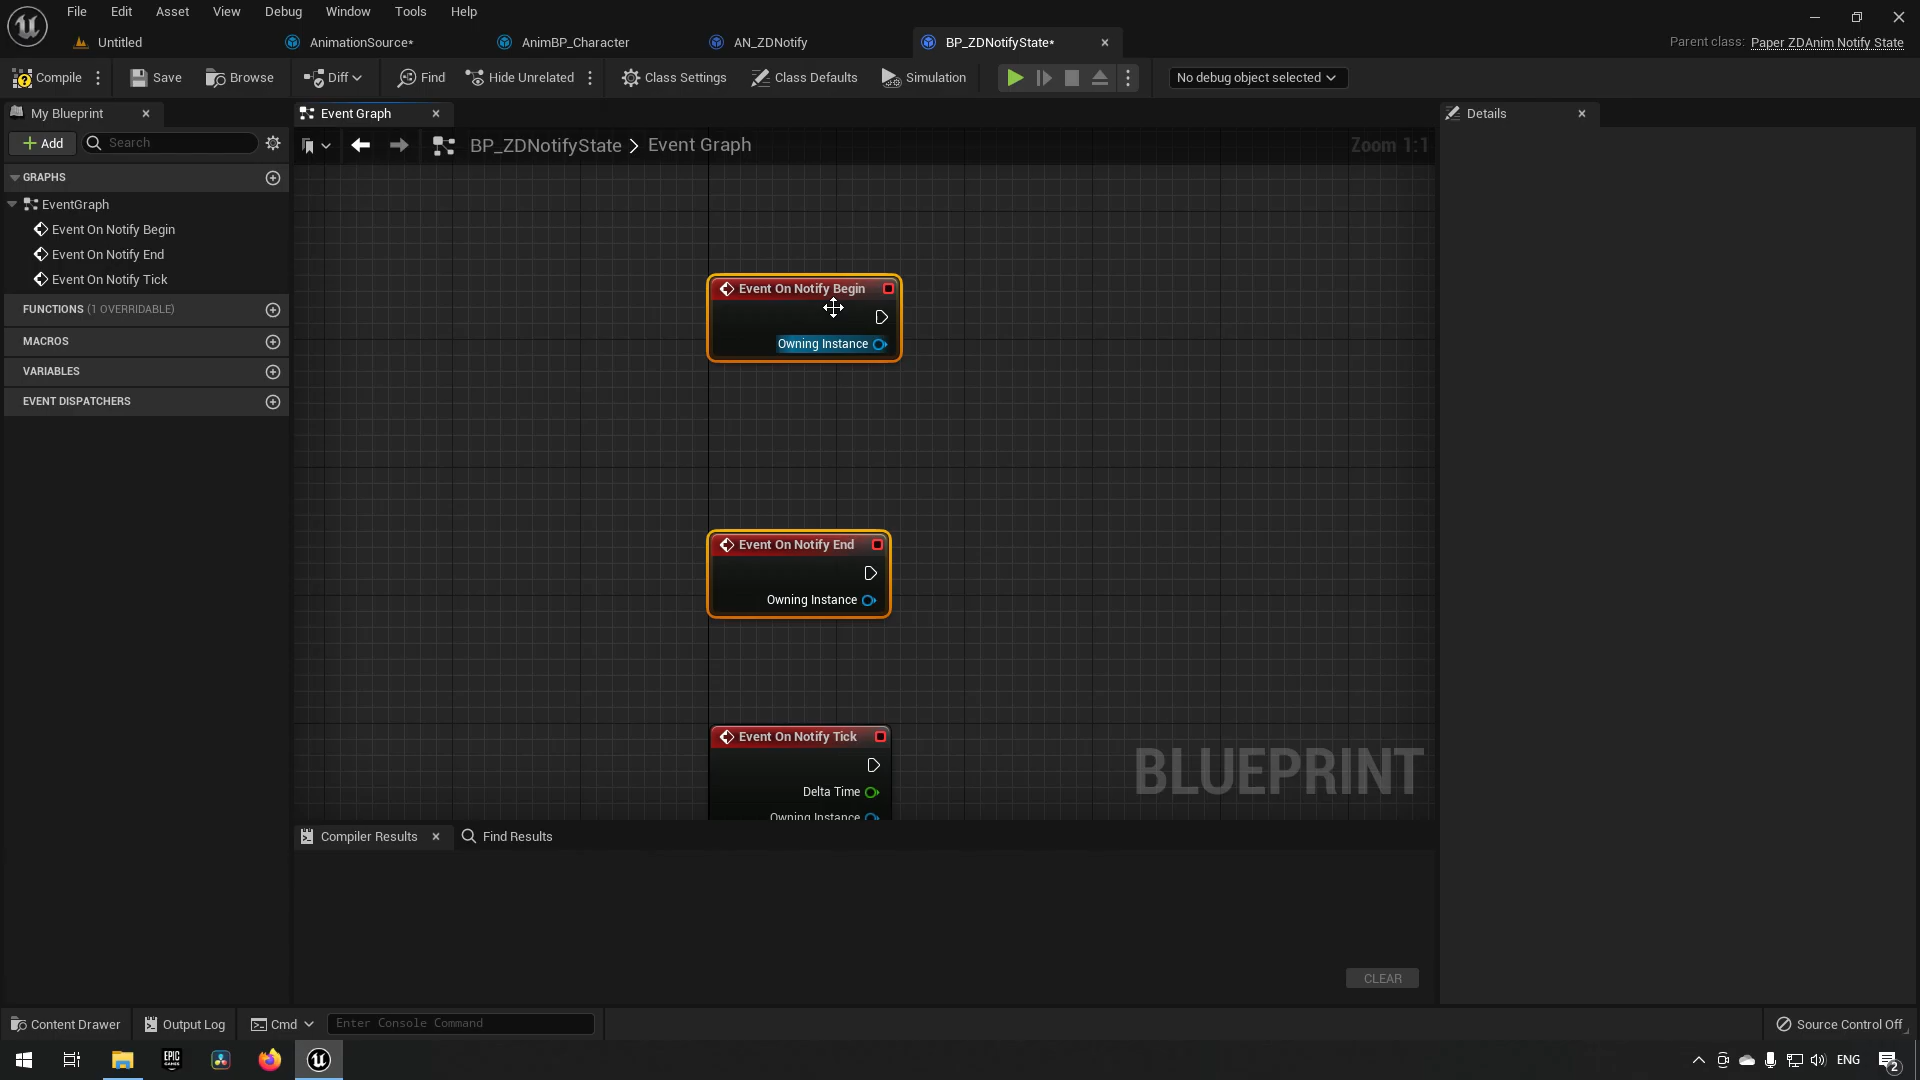 File Edit Asset View Debug Window Tools Help
Untitled AnimationSource* AnimBP_Character AN_ZDNotify BP_ZDNotifyState* Parent class: Paper ZDAnim Notify State
Compile Save Browse Diff Find Hide Unrelated Class Settings Class Defaults Simulation No debug object selected
My Blueprint Event Graph Details
Add Search BP_ZDNotifyState > Event Graph Zoom 1:1
GRAPHS
EventGraph
Event On Notify Begin
Event On Notify End
Event On Notify Tick
FUNCTIONS (1 OVERRIDABLE)
MACROS
VARIABLES
EVENT DISPATCHERS
Event On Notify Begin
Owning Instance
Event On Notify End
Owning Instance
Event On Notify Tick
Delta Time
Owning Instance
BLUEPRINT
Compiler Results Find Results
CLEAR
Content Drawer Output Log Cmd Enter Console Command Source Control Off
EPIC GAMES ENG 2